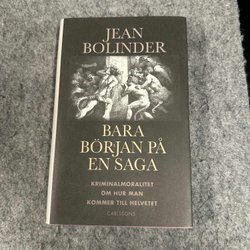 JEAN
BOLINDER
BARA
BÖRJAN PÅ
EN SAGA
KRIMINALMORALITET
OM HUR MAN
KOMMER TILL HELVETET
CARLSSONS